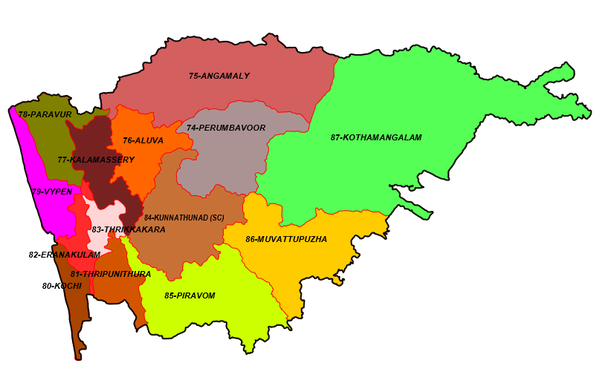 75-ANGAMALY
78-PARAVUR
74-PERUMBAVOOR
76-ALUVA
87-KOTHAMANGALAM
77-KALAMASSERY
79-VYPEN
84-KUNNATHUNAD (SC)
83-THRIKKAKARA
86-MUVATTUPUZHA
82-ERANAKULAM
81-THRIPUNITHURA
80-KOCHI
85-PIRAVOM